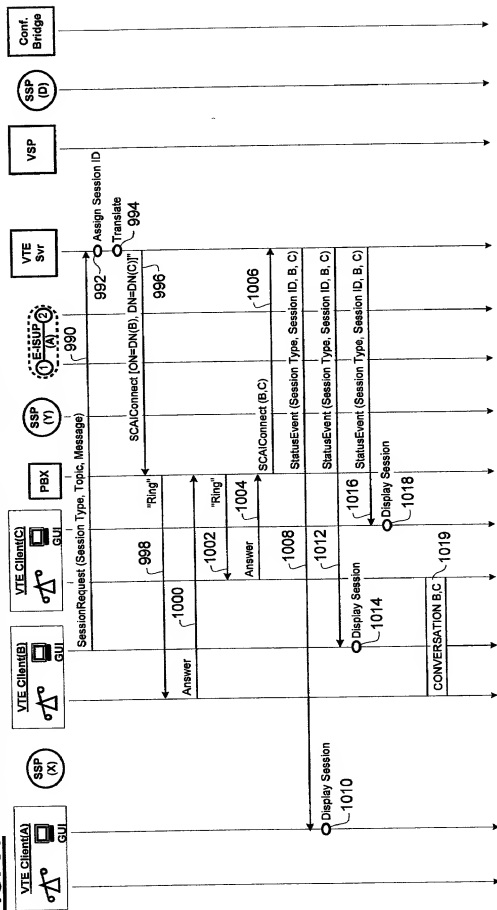 VTE Client(A)
GUI
SSP
(X)
VTE Client(B)
GUI
VTE Client(C)
GUI
PBX
SSP
(Y)
1 E-ISUP 2
(A)
VTE
Svr
VSP
SSP
(D)
Conf.
Bridge
SessionRequest (Session Type, Topic, Message)
990
992
Assign Session ID
Translate
994
SCAIConnect [ON=DN(B), DN=DN(C)]"
996
"Ring"
998
Answer
1000
"Ring"
1002
Answer
1004
SCAIConnect (B,C)
1006
StatusEvent (Session Type, Session ID, B, C)
1008
Display Session
1010
StatusEvent (Session Type, Session ID, B, C)
1012
Display Session
1014
StatusEvent (Session Type, Session ID, B, C)
1016
Display Session
1018
CONVERSATION B,C
1019